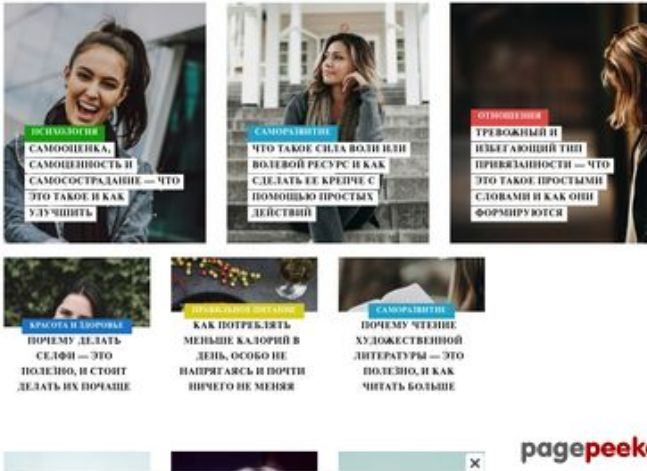 ПСИХОЛОГИЯ
САМООЦЕНКА,
САМОЦЕННОСТЬ И
САМОСОСТРАДАНИЕ — ЧТО
ЭТО ТАКОЕ И КАК
УЛУЧШИТЬ
САМОРАЗВИТИЕ
ЧТО ТАКОЕ СИЛА ВОЛИ ИЛИ
ВОЛЕВОЙ РЕСУРС И КАК
СДЕЛАТЬ ЕЕ КРЕПЧЕ С
ПОМОЩЬЮ ПРОСТЫХ
ДЕЙСТВИЙ
ОТНОШЕНИЯ
ТРЕВОЖНЫЙ И
ИЗБЕГАЮЩИЙ ТИП
ПРИВЯЗАННОСТИ — ЧТО
ЭТО ТАКОЕ ПРОСТЫМИ
СЛОВАМИ И КАК ОНИ
ФОРМИРУЮТСЯ
КРАСОТА И ЗДОРОВЬЕ
ПОЧЕМУ ДЕЛАТЬ
СЕЛФИ — ЭТО
ПОЛЕЗНО, И СТОИТ
ДЕЛАТЬ ИХ ПОЧАЩЕ
ПРАВИЛЬНОЕ ПИТАНИЕ
КАК ПОТРЕБЛЯТЬ
МЕНЬШЕ КАЛОРИЙ В
ДЕНЬ, ОСОБО НЕ
НАПРЯГАЯСЬ И ПОЧТИ
НИЧЕГО НЕ МЕНЯЯ
САМОРАЗВИТИЕ
ПОЧЕМУ ЧТЕНИЕ
ХУДОЖЕСТВЕННОЙ
ЛИТЕРАТУРЫ — ЭТО
ПОЛЕЗНО, И КАК
ЧИТАТЬ БОЛЬШЕ
pagepeeke